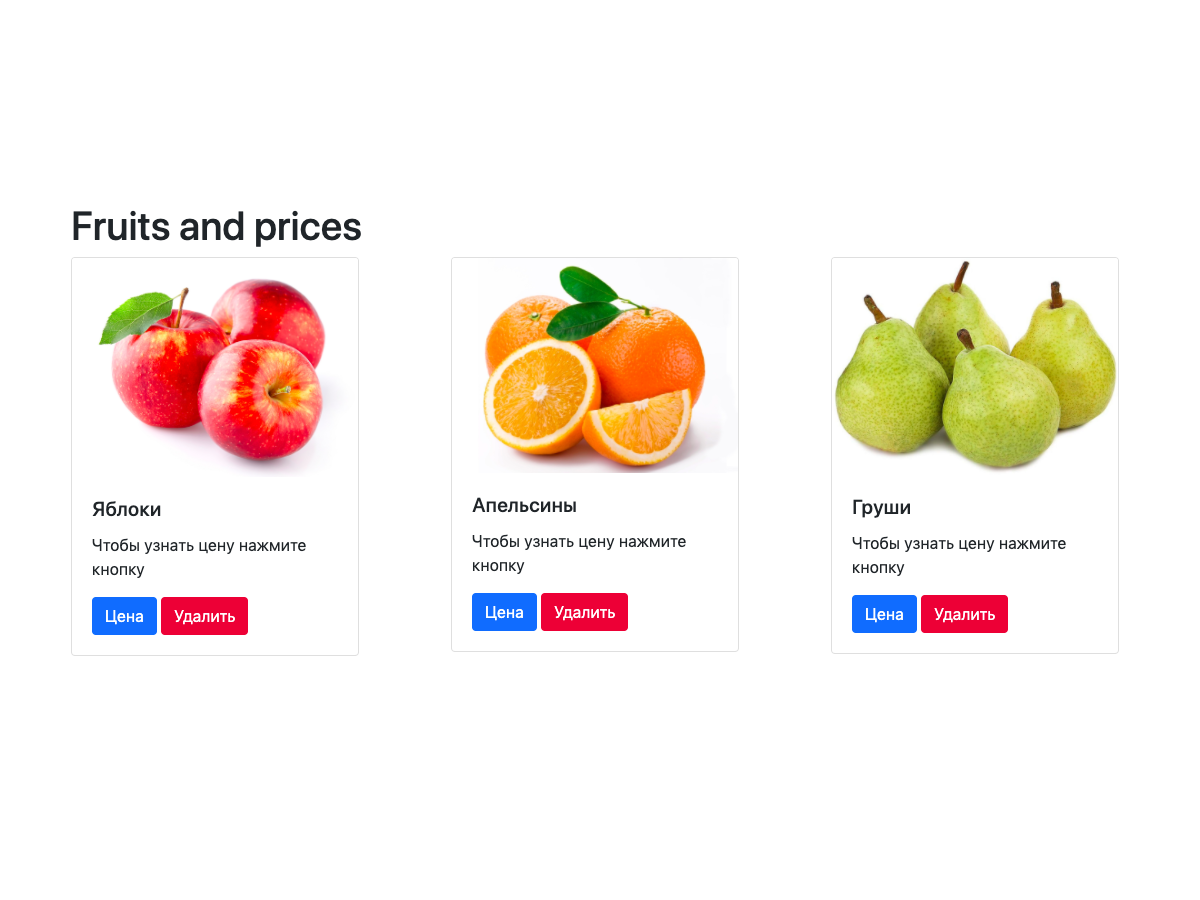 Fruits and prices
Яблоки
Чтобы узнать цену нажмите
кнопку
Цена Удалить
Апельсины
Чтобы узнать цену нажмите
кнопку
Цена Удалить
Груши
Чтобы узнать цену нажмите
кнопку
Цена Удалить